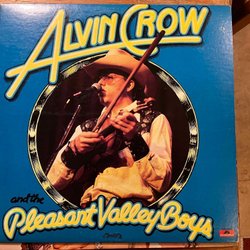 ALVIN CROW
and the
Pleasant Valley Boys